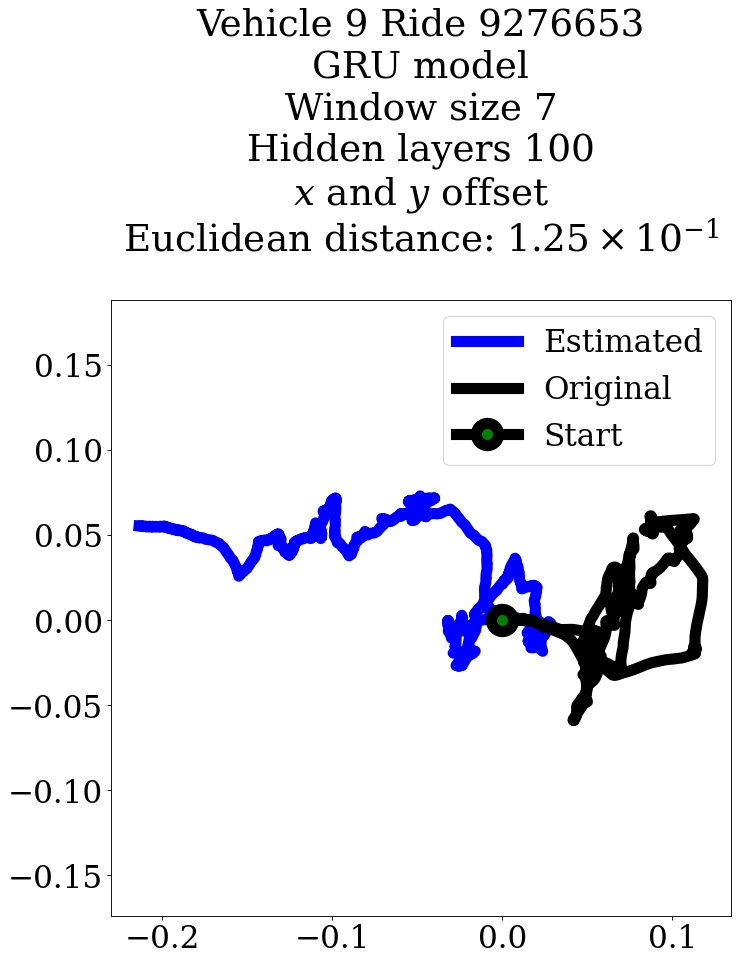 Vehicle 9 Ride 9276653
GRU model
Window size 7
Hidden layers 100
x and y offset
Euclidean distance: 1.25 × 10⁻¹
Estimated
Original
Start
0.15
0.10
0.05
0.00
−0.05
−0.10
−0.15
−0.2 −0.1 0.0 0.1